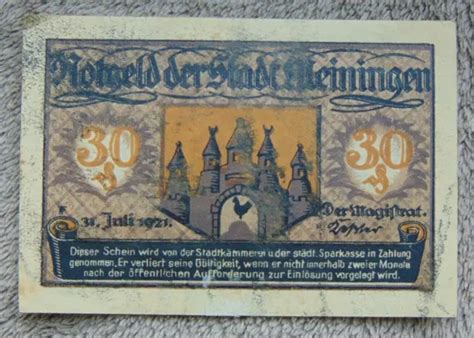 Notgeld der Stadt Meiningen
30 30
31. Juli 1921. Der Magistrat.
Dieser Schein wird von der Stadtkämmerei u der städt. Sparkasse in Zahlung
genommen. Er verliert seine Gültigkeit, wenn er nicht innerhalb zweier Monate
nach der öffentlichen Aufforderung zur Einlösung vorgelegt wird.